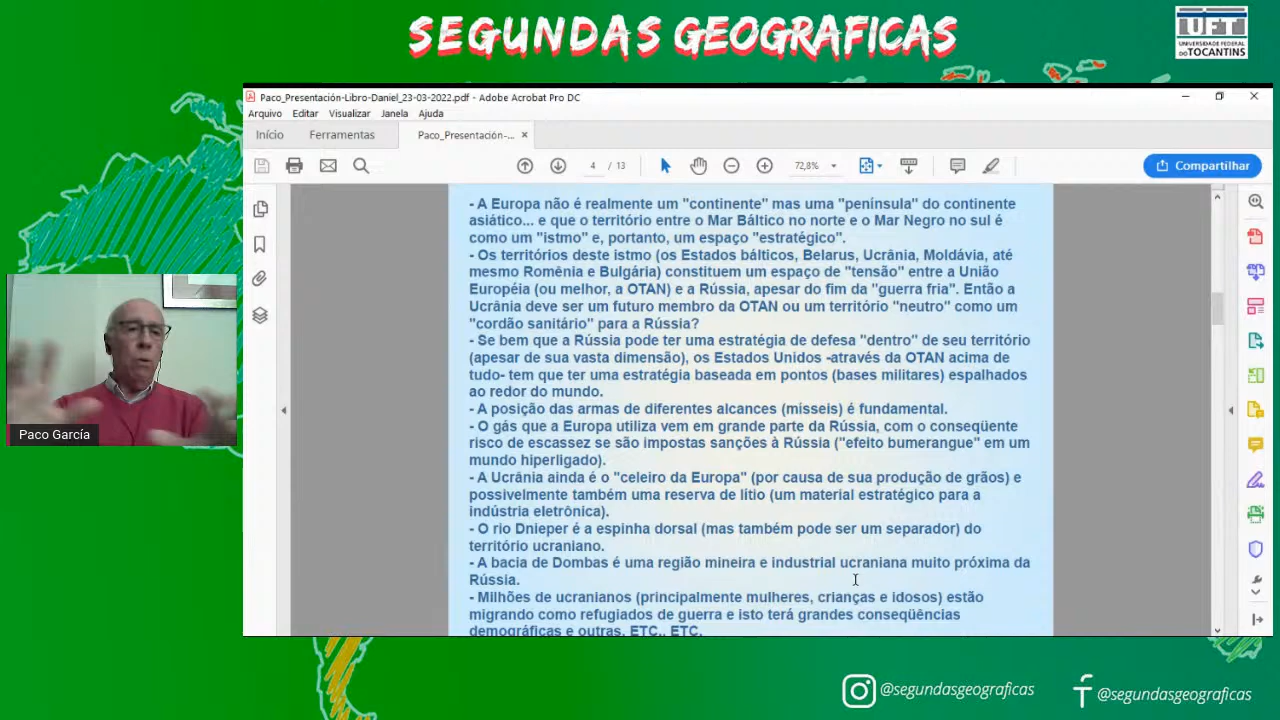 SEGUNDAS GEOGRAFICAS
UFT
UNIVERSIDADE FEDERAL
DO TOCANTINS
Paco_Presentación-Libro-Daniel_23-03-2022.pdf - Adobe Acrobat Pro DC
Arquivo Editar Visualizar Janela Ajuda
Início Ferramentas Paco_Presentación-... ×
4 / 13 72,8% Compartilhar
- A Europa não é realmente um "continente" mas uma "península" do continente
asiático... e que o território entre o Mar Báltico no norte e o Mar Negro no sul é
como um "istmo" e, portanto, um espaço "estratégico".
- Os territórios deste istmo (os Estados bálticos, Belarus, Ucrânia, Moldávia, até
mesmo Romênia e Bulgária) constituem um espaço de "tensão" entre a União
Européia (ou melhor, a OTAN) e a Rússia, apesar do fim da "guerra fria". Então a
Ucrânia deve ser um futuro membro da OTAN ou um território "neutro" como um
"cordão sanitário" para a Rússia?
- Se bem que a Rússia pode ter uma estratégia de defesa "dentro" de seu território
(apesar de sua vasta dimensão), os Estados Unidos -através da OTAN acima de
tudo- tem que ter uma estratégia baseada em pontos (bases militares) espalhados
ao redor do mundo.
- A posição das armas de diferentes alcances (mísseis) é fundamental.
- O gás que a Europa utiliza vem em grande parte da Rússia, com o conseqüente
risco de escassez se são impostas sanções à Rússia ("efeito bumerangue" em um
mundo hiperligado).
- A Ucrânia ainda é o "celeiro da Europa" (por causa de sua produção de grãos) e
possivelmente também uma reserva de lítio (um material estratégico para a
indústria eletrônica).
- O rio Dnieper é a espinha dorsal (mas também pode ser um separador) do
território ucraniano.
- A bacia de Dombas é uma região mineira e industrial ucraniana muito próxima da
Rússia.
- Milhões de ucranianos (principalmente mulheres, crianças e idosos) estão
migrando como refugiados de guerra e isto terá grandes conseqüências
demográficas e outras. ETC., ETC.
Paco García
@segundasgeograficas
@segundasgeograficas